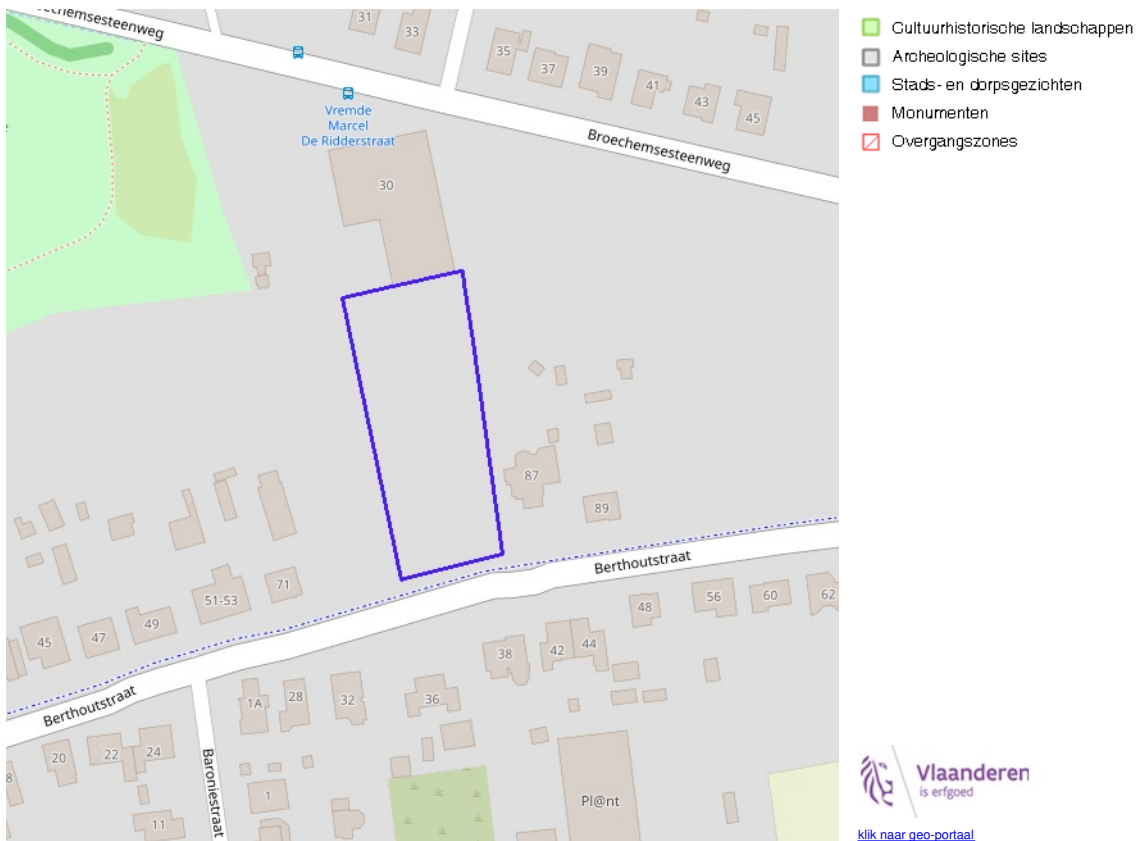 echemsesteenweg
31
33
35
37
39
41
43
45
Vremde
Marcel
De Ridderstraat
Broechemsesteenweg
30
87
89
Berthoutstraat
71
51-53
49
47
45
48
56
60
62
42
44
38
36
32
28
1A
Berthoutstraat
Baroniestraat
20
22
24
8
1
11
Pl@nt
Cultuurhistorische landschappen
Archeologische sites
Stads- en dorpsgezichten
Monumenten
Overgangszones
Vlaanderen
is erfgoed
klik naar geo-portaal